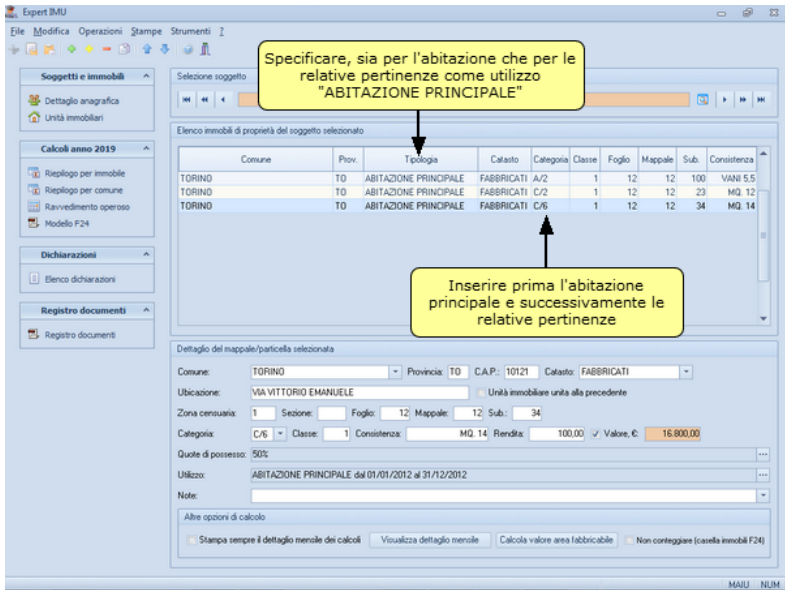 Expert IMU
File Modifica Operazioni Stampe Strumenti ?
Specificare, sia per l'abitazione che per le
relative pertinenze come utilizzo
"ABITAZIONE PRINCIPALE"
Soggetti e immobili
Dettaglio anagrafica
Unità immobiliari
Calcoli anno 2019
Riepilogo per immobile
Riepilogo per comune
Ravvedimento operoso
Modello F24
Dichiarazioni
Elenco dichiarazioni
Registro documenti
Registro documenti
Selezione soggetto
Elenco immobili di proprietà del soggetto selezionato
Comune Prov. Tipologia Catasto Categoria Classe Foglio Mappale Sub. Consistenza
TORINO TO ABITAZIONE PRINCIPALE FABBRICATI A/2 1 12 12 100 VANI 5,5
TORINO TO ABITAZIONE PRINCIPALE FABBRICATI C/2 1 12 12 23 MQ. 12
TORINO TO ABITAZIONE PRINCIPALE FABBRICATI C/6 1 12 12 34 MQ. 14
Inserire prima l'abitazione
principale e successivamente le
relative pertinenze
Dettaglio del mappale/particella selezionata
Comune: TORINO Provincia: TO C.A.P.: 10121 Catasto: FABBRICATI
Ubicazione: VIA VITTORIO EMANUELE Unità immobiliare unita alla precedente
Zona censuaria: 1 Sezione: Foglio: 12 Mappale: 12 Sub.: 34
Categoria: C/6 Classe: 1 Consistenza: MQ. 14 Rendita: 100,00 Valore, €: 16.800,00
Quote di possesso: 50%
Utilizzo: ABITAZIONE PRINCIPALE dal 01/01/2012 al 31/12/2012
Note:
Altre opzioni di calcolo
Stampa sempre il dettaglio mensile dei calcoli Visualizza dettaglio mensile Calcola valore area fabbricabile Non conteggiare (casella immobili F24)
MAIU NUM